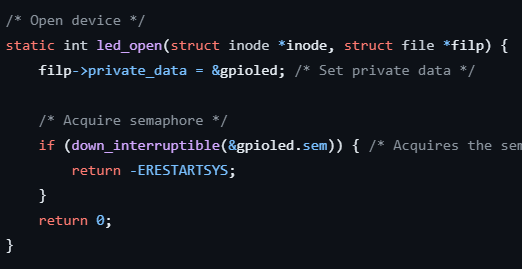 /* Open device */
static int led_open(struct inode *inode, struct file *filp) {
    filp->private_data = &gpioled; /* Set private data */

    /* Acquire semaphore */
    if (down_interruptible(&gpioled.sem)) { /* Acquires the
        return -ERESTARTSYS;
    }
    return 0;
}